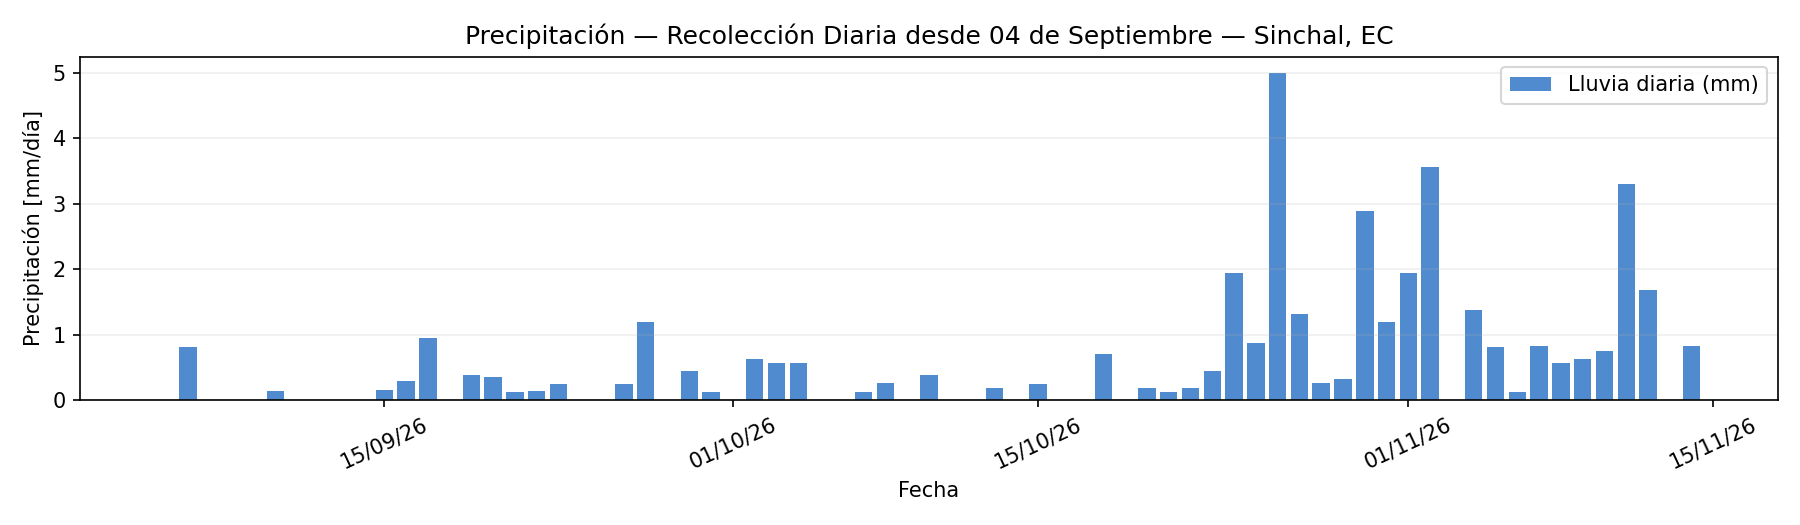 Precipitación — Recolección Diaria desde 04 de Septiembre — Sinchal, EC
Lluvia diaria (mm)
Precipitación [mm/día]
5
4
3
2
1
0
15/09/26
01/10/26
15/10/26
01/11/26
15/11/26
Fecha